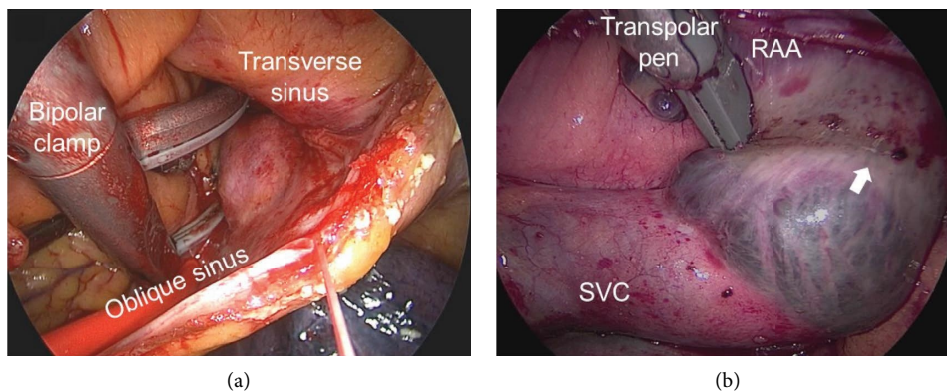 Transverse
sinus
Bipolar
clamp
Oblique sinus
(a)
Transpolar
pen
RAA
SVC
(b)